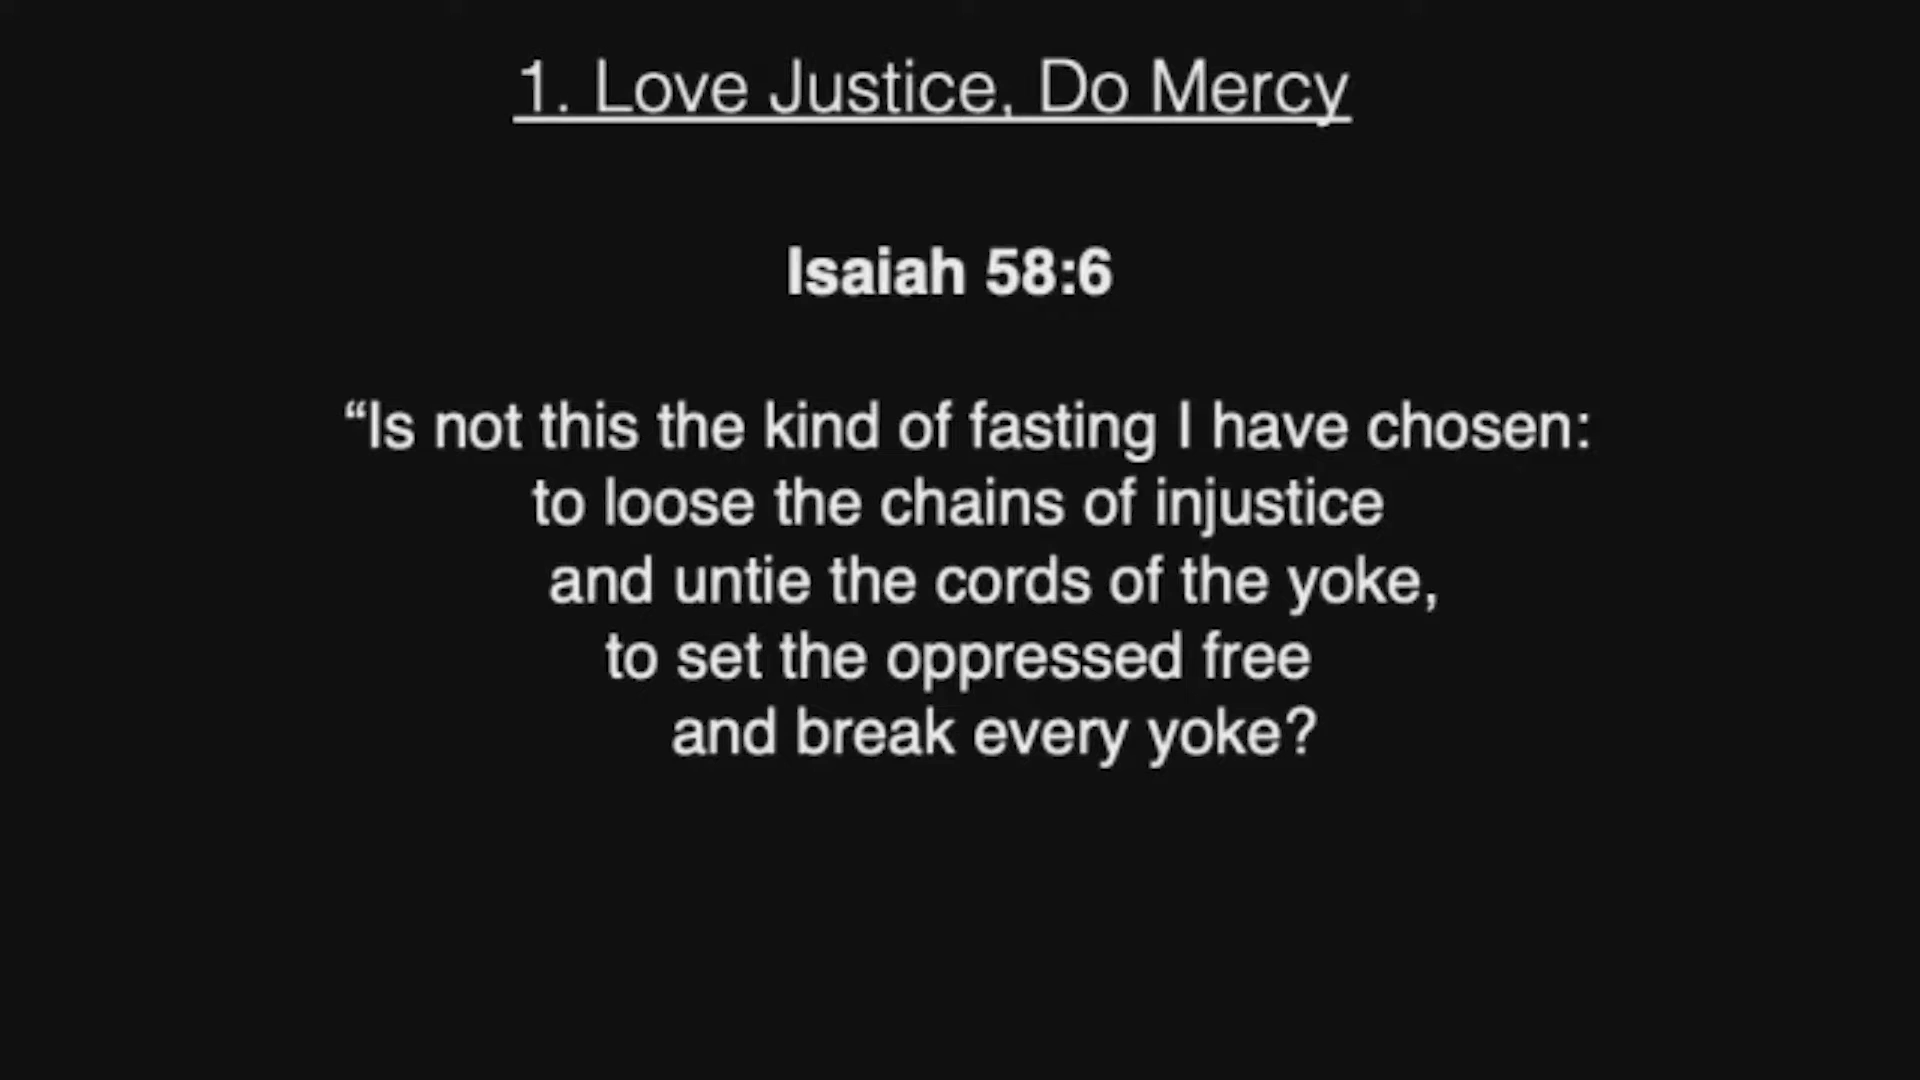 1. Love Justice, Do Mercy
Isaiah 58:6
“Is not this the kind of fasting I have chosen:
to loose the chains of injustice
and untie the cords of the yoke,
to set the oppressed free
and break every yoke?